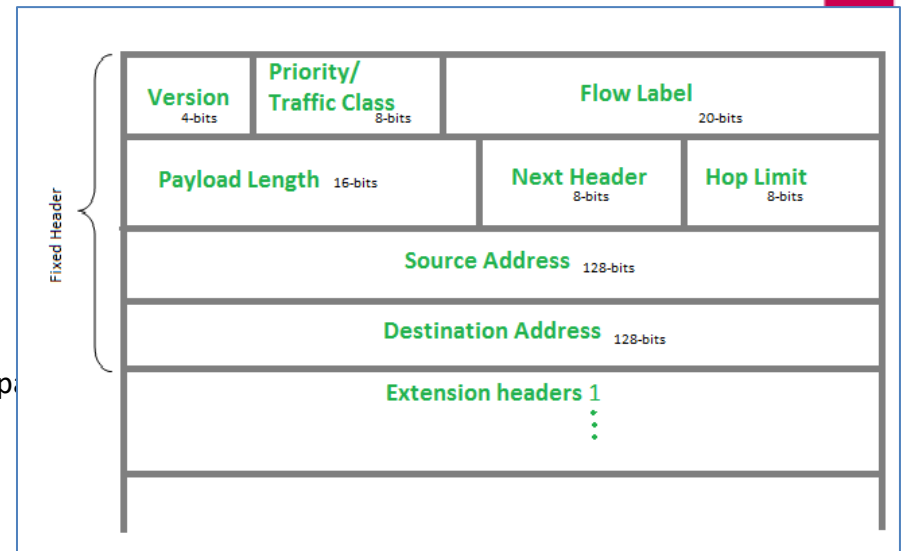 Priority/
Version Traffic Class Flow Label
4-bits 8-bits 20-bits
Payload Length 16-bits Next Header Hop Limit
8-bits 8-bits
Fixed Header
Source Address 128-bits
Destination Address 128-bits
Extension headers 1